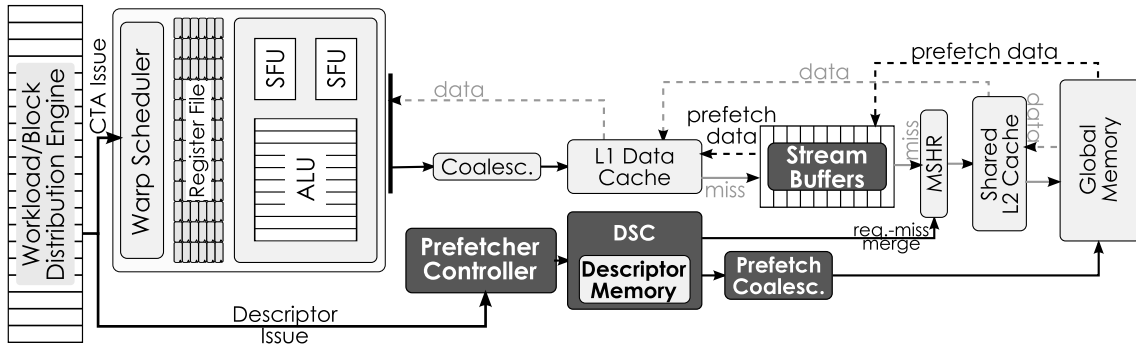 Workload/Block
Distribution Engine
CTA Issue
Warp Scheduler
Register File
SFU
SFU
ALU
data
Coalesc.
L1 Data
Cache
miss
prefetch
data
Stream
Buffers
data
prefetch data
miss
MSHR
Shared
L2 Cache
data
Global
Memory
Prefetcher
Controller
DSC
Descriptor
Memory
req.-miss
merge
Prefetch
Coalesc.
Descriptor
Issue